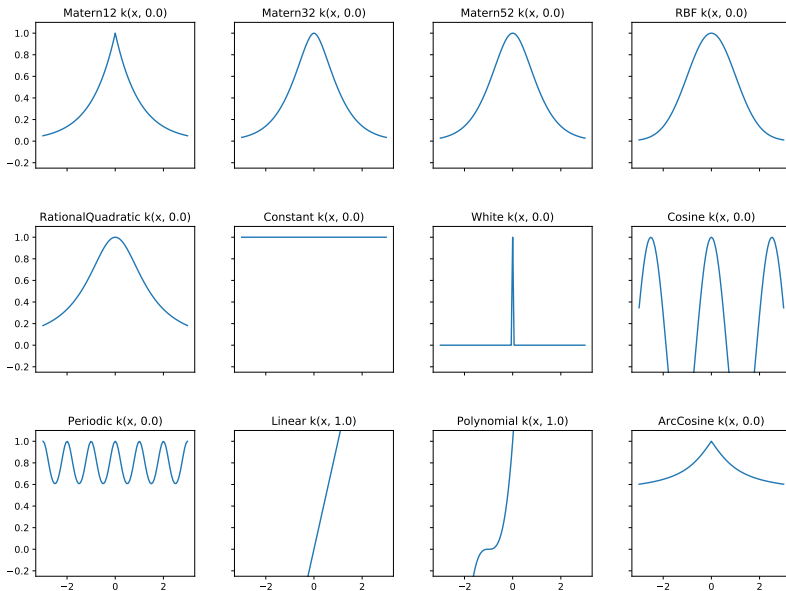 Matern12 k(x, 0.0)
Matern32 k(x, 0.0)
Matern52 k(x, 0.0)
RBF k(x, 0.0)
1.0
0.8
0.6
0.4
0.2
0.0
−0.2
RationalQuadratic k(x, 0.0)
Constant k(x, 0.0)
White k(x, 0.0)
Cosine k(x, 0.0)
1.0
0.8
0.6
0.4
0.2
0.0
−0.2
Periodic k(x, 0.0)
Linear k(x, 1.0)
Polynomial k(x, 1.0)
ArcCosine k(x, 0.0)
1.0
0.8
0.6
0.4
0.2
0.0
−0.2
−2 0 2
−2 0 2
−2 0 2
−2 0 2